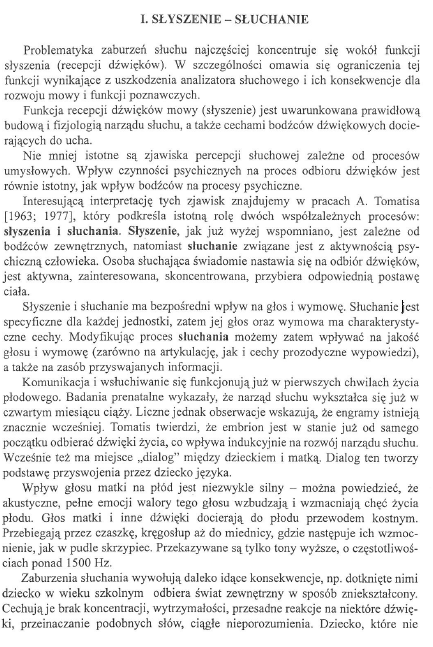 I. SŁYSZENIE – SŁUCHANIE
Problematyka zaburzeń słuchu najczęściej koncentruje się wokół funkcji
słyszenia (recepcji dźwięków). W szczególności omawia się ograniczenia tej
funkcji wynikające z uszkodzenia analizatora słuchowego i ich konsekwencje dla
rozwoju mowy i funkcji poznawczych.
Funkcja recepcji dźwięków mowy (słyszenie) jest uwarunkowana prawidłową
budową i fizjologią narządu słuchu, a także cechami bodźców dźwiękowych docie-
rających do ucha.
Nie mniej istotne są zjawiska percepcji słuchowej zależne od procesów
umysłowych. Wpływ czynności psychicznych na proces odbioru dźwięków jest
równie istotny, jak wpływ bodźców na procesy psychiczne.
Interesującą interpretację tych zjawisk znajdujemy w pracach A. Tomatisa
[1963; 1977], który podkreśla istotną rolę dwóch współzależnych procesów:
słyszenia i słuchania. Słyszenie, jak już wyżej wspomniano, jest zależne od
bodźców zewnętrznych, natomiast słuchanie związane jest z aktywnością psy-
chiczną człowieka. Osoba słuchająca świadomie nastawia się na odbiór dźwięków,
jest aktywna, zainteresowana, skoncentrowana, przybiera odpowiednią postawę
ciała.
Słyszenie i słuchanie ma bezpośredni wpływ na głos i wymowę. Słuchanie jest
specyficzne dla każdej jednostki, zatem jej głos oraz wymowa ma charakterysty-
czne cechy. Modyfikując proces słuchania możemy zatem wpływać na jakość
głosu i wymowę (zarówno na artykulację, jak i cechy prozodyczne wypowiedzi),
a także na zasób przyswajanych informacji.
Komunikacja i wsłuchiwanie się funkcjonują już w pierwszych chwilach życia
płodowego. Badania prenatalne wykazały, że narząd słuchu wykształca się już w
czwartym miesiącu ciąży. Liczne jednak obserwacje wskazują, że engramy istnieją
znacznie wcześniej. Tomatis twierdzi, że embrion jest w stanie już od samego
początku odbierać dźwięki życia, co wpływa indukcyjnie na rozwój narządu słuchu.
Wcześnie też ma miejsce „dialog” między dzieckiem i matką. Dialog ten tworzy
podstawę przyswojenia przez dziecko języka.
Wpływ głosu matki na płód jest niezwykle silny – można powiedzieć, że
akustyczne, pełne emocji walory tego głosu wzbudzają i wzmacniają chęć życia
płodu. Głos matki i inne dźwięki docierają do płodu przewodem kostnym.
Przebiegają przez czaszkę, kręgosłup aż do miednicy, gdzie następuje ich wzmoc-
nienie, jak w pudle skrzypiec. Przekazywane są tylko tony wyższe, o częstotliwoś-
ciach ponad 1500 Hz.
Zaburzenia słuchania wywołują daleko idące konsekwencje, np. dotknięte nimi
dziecko w wieku szkolnym odbiera świat zewnętrzny w sposób zniekształcony.
Cechują je brak koncentracji, wytrzymałości, przesadne reakcje na niektóre dźwię-
ki, przeinaczanie podobnych słów, ciągłe nieporozumienia. Dziecko, które nie